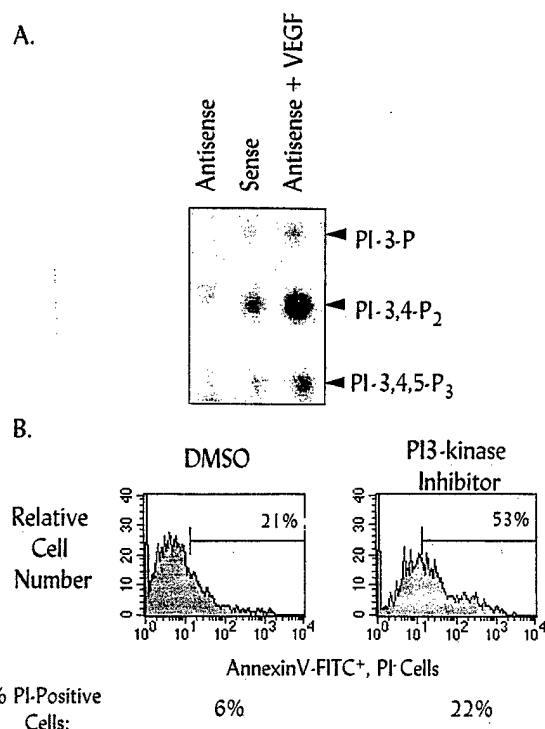 A.
Antisense
Sense
Antisense + VEGF
PI-3-P
PI-3,4-P2
PI-3,4,5-P3
B.
DMSO
PI3-kinase
Inhibitor
Relative
Cell
Number
40
30
20
10
0
21%
10^0 10^1 10^2 10^3 10^4
40
30
20
10
0
53%
10^0 10^1 10^2 10^3 10^4
AnnexinV-FITC+, PI- Cells
% PI-Positive
Cells:
6%
22%